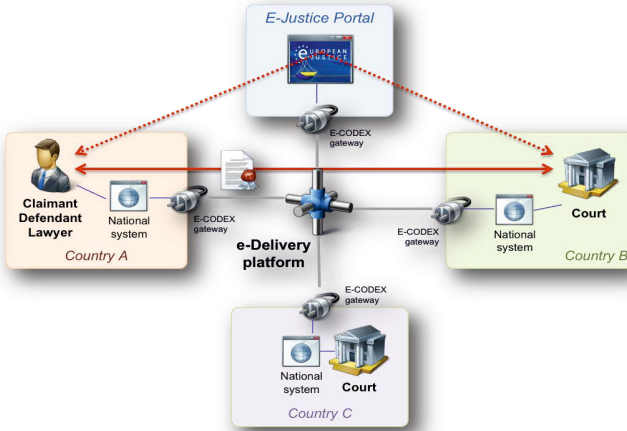 E-Justice Portal
EUROPEAN
JUSTICE
E-CODEX
gateway
Claimant
Defendant
Lawyer
National
system
E-CODEX
gateway
Country A
e-Delivery
platform
E-CODEX
gateway
National
system
Court
Country B
E-CODEX
gateway
National
system
Court
Country C